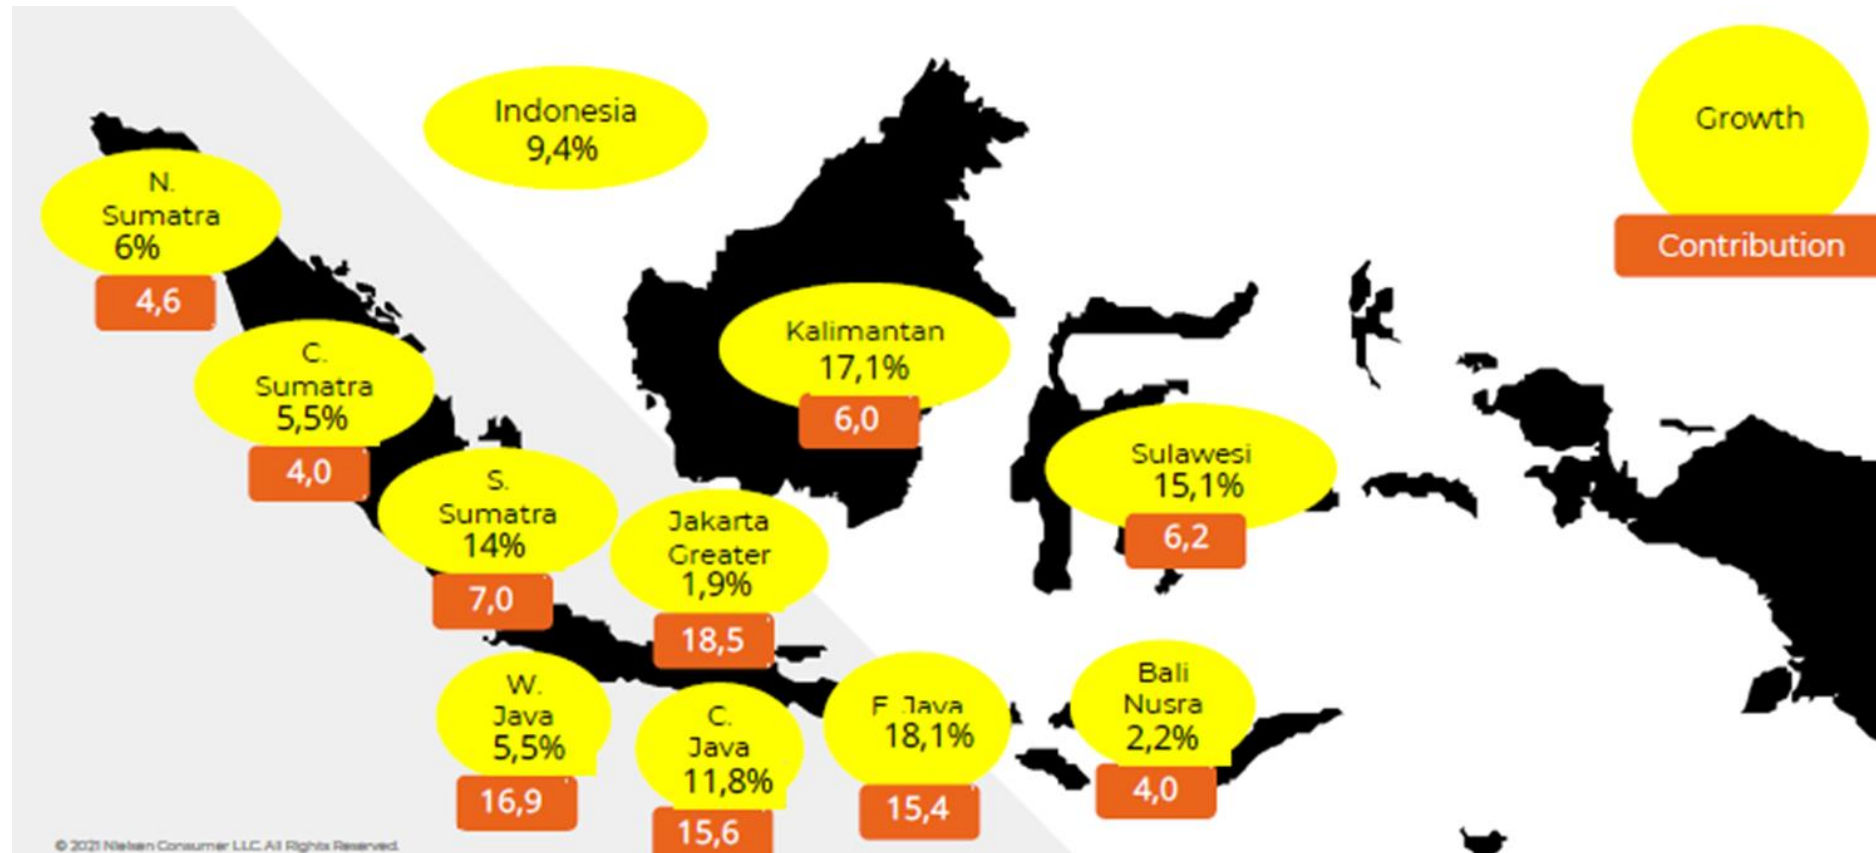 Indonesia
9,4%
Growth
Contribution
N.
Sumatra
6%
4,6
C.
Sumatra
5,5%
4,0
S.
Sumatra
14%
7,0
Jakarta
Greater
1,9%
18,5
Kalimantan
17,1%
6,0
Sulawesi
15,1%
6,2
W.
Java
5,5%
16,9
C.
Java
11,8%
15,6
E. Java
18,1%
15,4
Bali
Nusra
2,2%
4,0
© 2021 Nielsen Consumer LLC. All Rights Reserved.